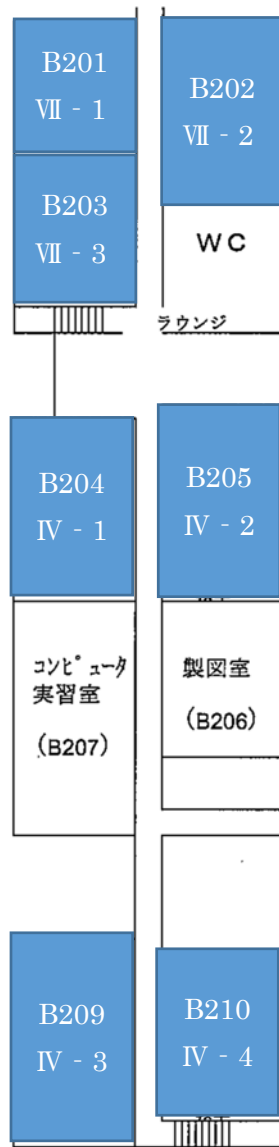 B201
Ⅶ - 1
B202
Ⅶ - 2
B203
Ⅶ - 3
WC
ラウンジ
B204
Ⅳ - 1
B205
Ⅳ - 2
コンピュータ
実習室
(B207)
製図室
(B206)
B209
Ⅳ - 3
B210
Ⅳ - 4